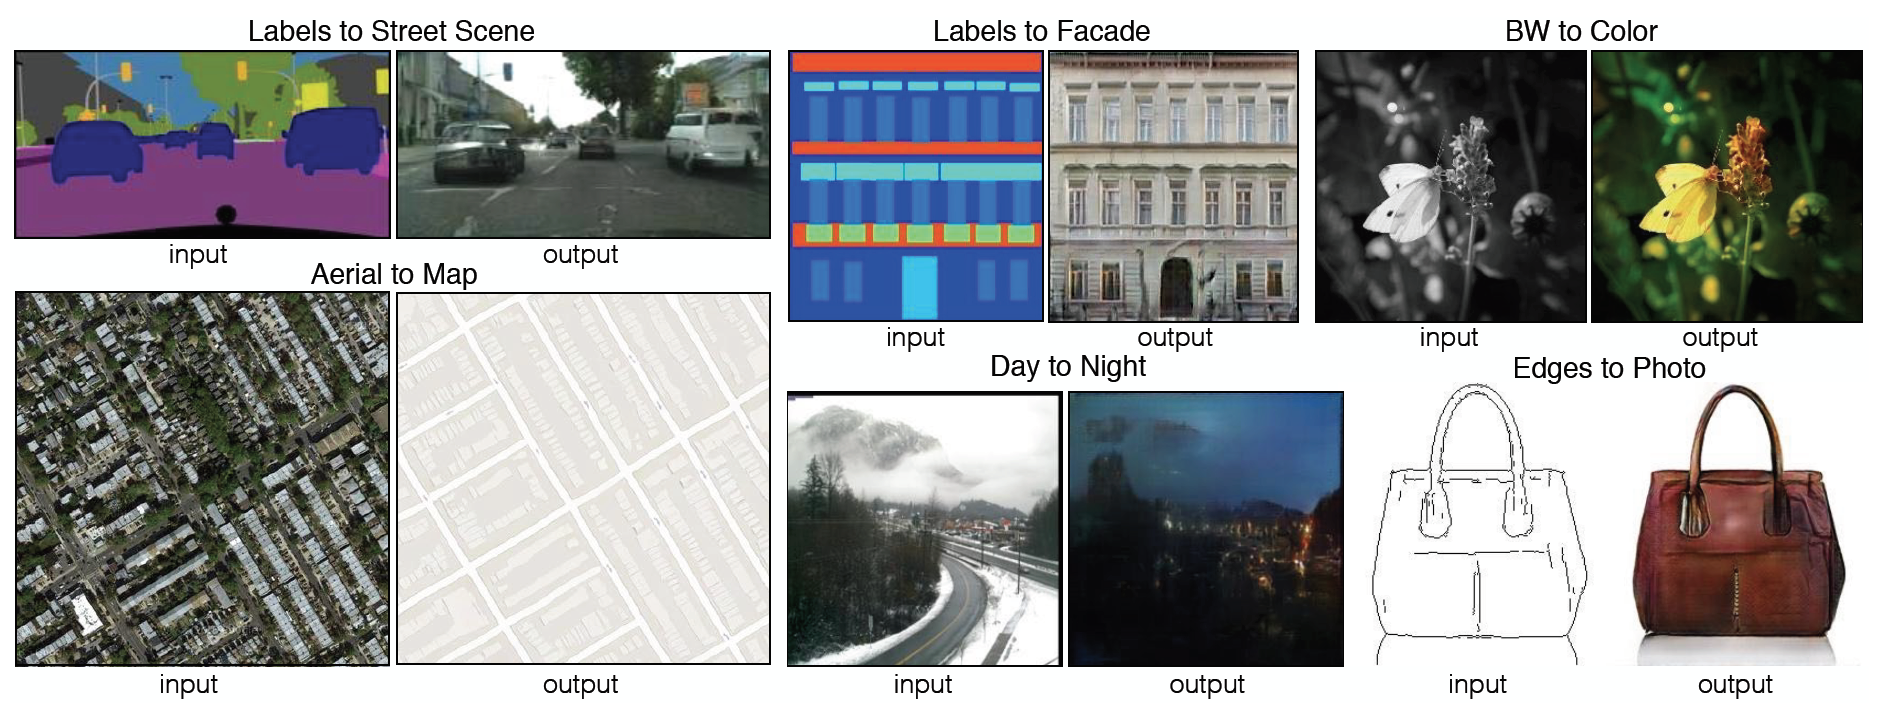 Labels to Street Scene
input
output
Aerial to Map
input
output
Labels to Facade
input
output
Day to Night
input
output
BW to Color
input
output
Edges to Photo
input
output